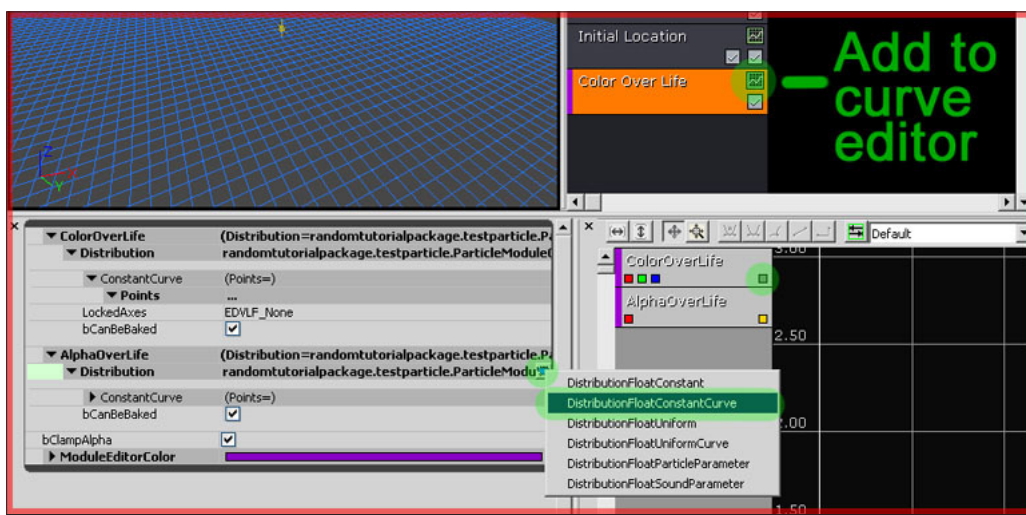 Initial Location
Color Over Life
Add to
curve
editor
Z
Y
ColorOverLife (Distribution=randomtutorialpackage.testparticle.Pa
Distribution randomtutorialpackage.testparticle.ParticleModule
ConstantCurve (Points=)
Points ...
LockedAxes EDVLF_None
bCanBeBaked
AlphaOverLife (Distribution=randomtutorialpackage.testparticle.Pa
Distribution randomtutorialpackage.testparticle.ParticleModu
ConstantCurve (Points=)
bCanBeBaked
bClampAlpha
ModuleEditorColor
Default
ColorOverLife
AlphaOverLife
3.00
2.50
2.00
1.50
DistributionFloatConstant
DistributionFloatConstantCurve
DistributionFloatUniform
DistributionFloatUniformCurve
DistributionFloatParticleParameter
DistributionFloatSoundParameter